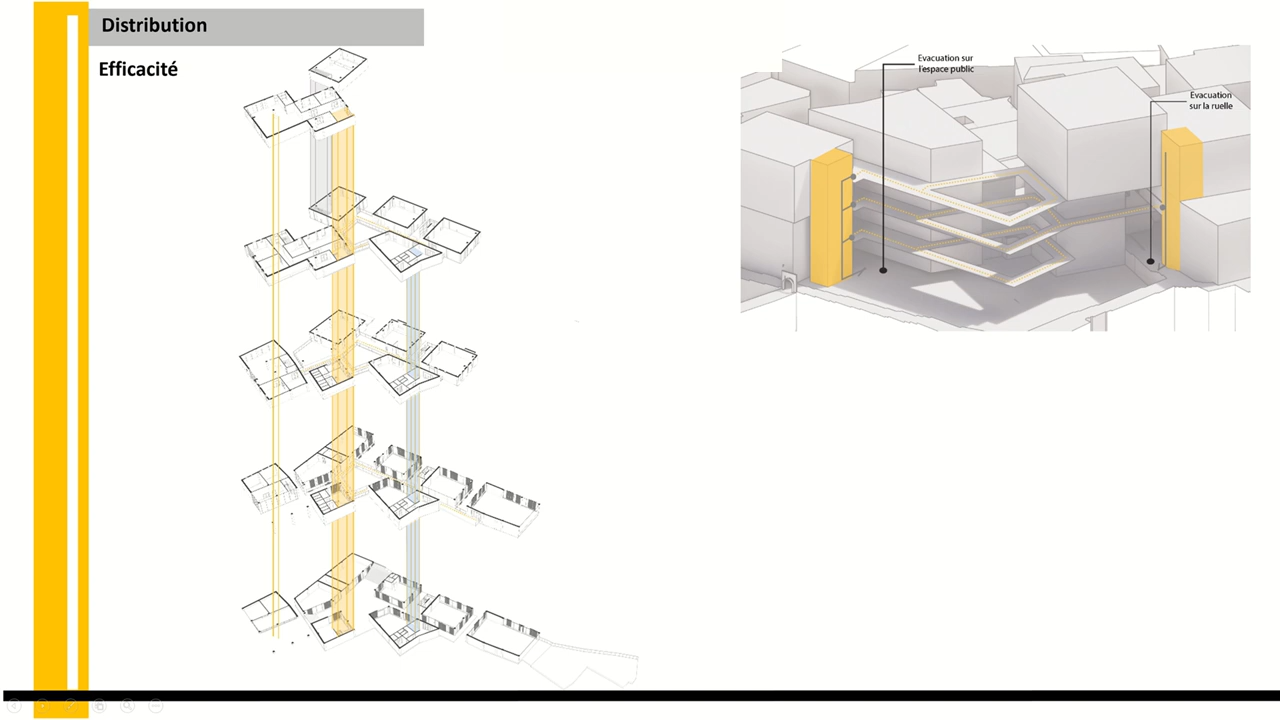 Distribution
Efficacité
Evacuation sur
l'espace public
Evacuation
sur la ruelle